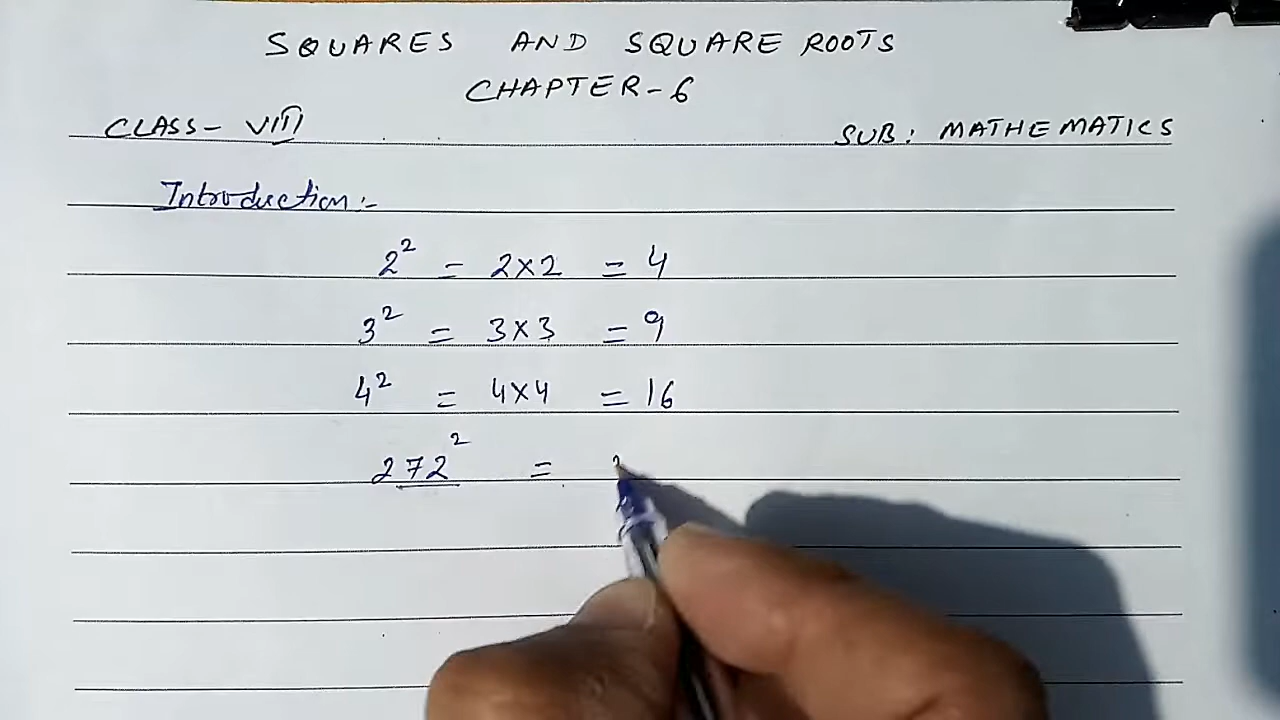 SQUARES AND SQUARE ROOTS
CHAPTER-6
CLASS- VIII SUB: MATHEMATICS
Introduction:-
2² = 2×2 = 4
3² = 3×3 = 9
4² = 4×4 = 16
272² =